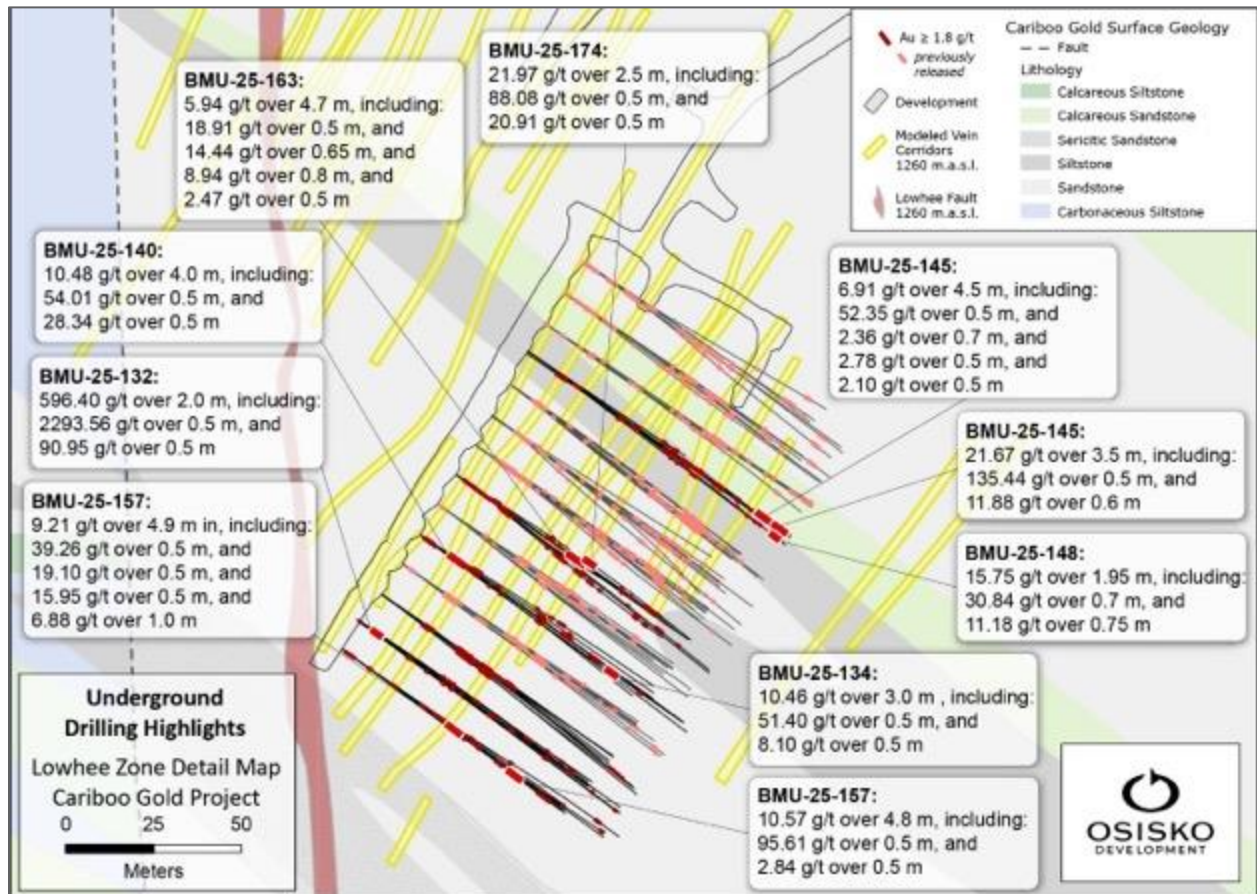 BMU-25-174:
21.97 g/t over 2.5 m, including:
88.08 g/t over 0.5 m, and
20.91 g/t over 0.5 m
BMU-25-163:
5.94 g/t over 4.7 m, including:
18.91 g/t over 0.5 m, and
14.44 g/t over 0.65 m, and
8.94 g/t over 0.8 m, and
2.47 g/t over 0.5 m
Au ≥ 1.8 g/t
previously
released
Development
Modeled Vein
Corridors
1260 m.a.s.l.
Lowhee Fault
1260 m.a.s.l.
Cariboo Gold Surface Geology
Fault
Lithology
Calcareous Siltstone
Calcareous Sandstone
Sericitic Sandstone
Siltstone
Sandstone
Carbonaceous Siltstone
BMU-25-140:
10.48 g/t over 4.0 m, including:
54.01 g/t over 0.5 m, and
28.34 g/t over 0.5 m
BMU-25-145:
6.91 g/t over 4.5 m, including:
52.35 g/t over 0.5 m, and
2.36 g/t over 0.7 m, and
2.78 g/t over 0.5 m, and
2.10 g/t over 0.5 m
BMU-25-132:
596.40 g/t over 2.0 m, including:
2293.56 g/t over 0.5 m, and
90.95 g/t over 0.5 m
BMU-25-145:
21.67 g/t over 3.5 m, including:
135.44 g/t over 0.5 m, and
11.88 g/t over 0.6 m
BMU-25-157:
9.21 g/t over 4.9 m in, including:
39.26 g/t over 0.5 m, and
19.10 g/t over 0.5 m, and
15.95 g/t over 0.5 m, and
6.88 g/t over 1.0 m
BMU-25-148:
15.75 g/t over 1.95 m, including:
30.84 g/t over 0.7 m, and
11.18 g/t over 0.75 m
BMU-25-134:
10.46 g/t over 3.0 m , including:
51.40 g/t over 0.5 m, and
8.10 g/t over 0.5 m
BMU-25-157:
10.57 g/t over 4.8 m, including:
95.61 g/t over 0.5 m, and
2.84 g/t over 0.5 m
Underground
Drilling Highlights
Lowhee Zone Detail Map
Cariboo Gold Project
0 25 50
Meters
OSISKO
DEVELOPMENT